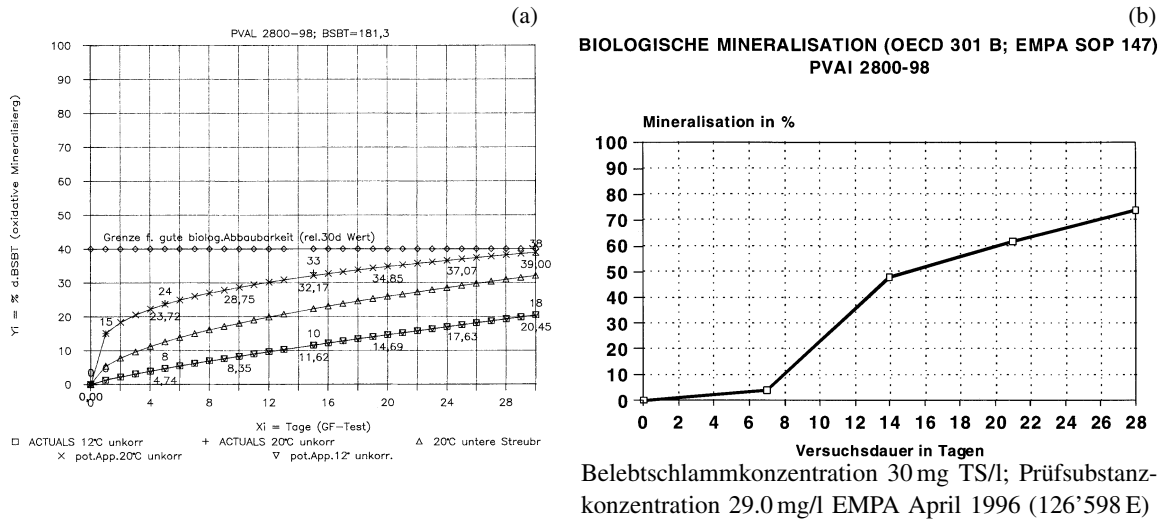 (a)
PVAL 2800-98; BSBT=181,3
Yi = % d.BSBT (oxidative Mineralisierg)
100
90
80
70
60
50
40
30
20
10
0
Grenze f. gute biolog.Abbaubarkeit (rel.30d Wert)
38
39,00
33
37,07
34,85
32,17
28,75
24
23,72
15
18
20,45
17,63
14,69
10
11,62
8,35
8
4,74
0,00
4 8 12 16 20 24 28
Xi = Tage (GF-Test)
□ ACTUALS 12°C unkorr + ACTUALS 20°C unkorr △ 20°C untere Streubr
× pot.App.20°C unkorr ▽ pot.App.12° unkorr.
(b)
BIOLOGISCHE MINERALISATION (OECD 301 B; EMPA SOP 147)
PVAl 2800-98
Mineralisation in %
100
90
80
70
60
50
40
30
20
10
0
0 2 4 6 8 10 12 14 16 18 20 22 24 26 28
Versuchsdauer in Tagen
Belebtschlammkonzentration 30 mg TS/l; Prüfsubstanz-
konzentration 29.0 mg/l EMPA April 1996 (126’598 E)